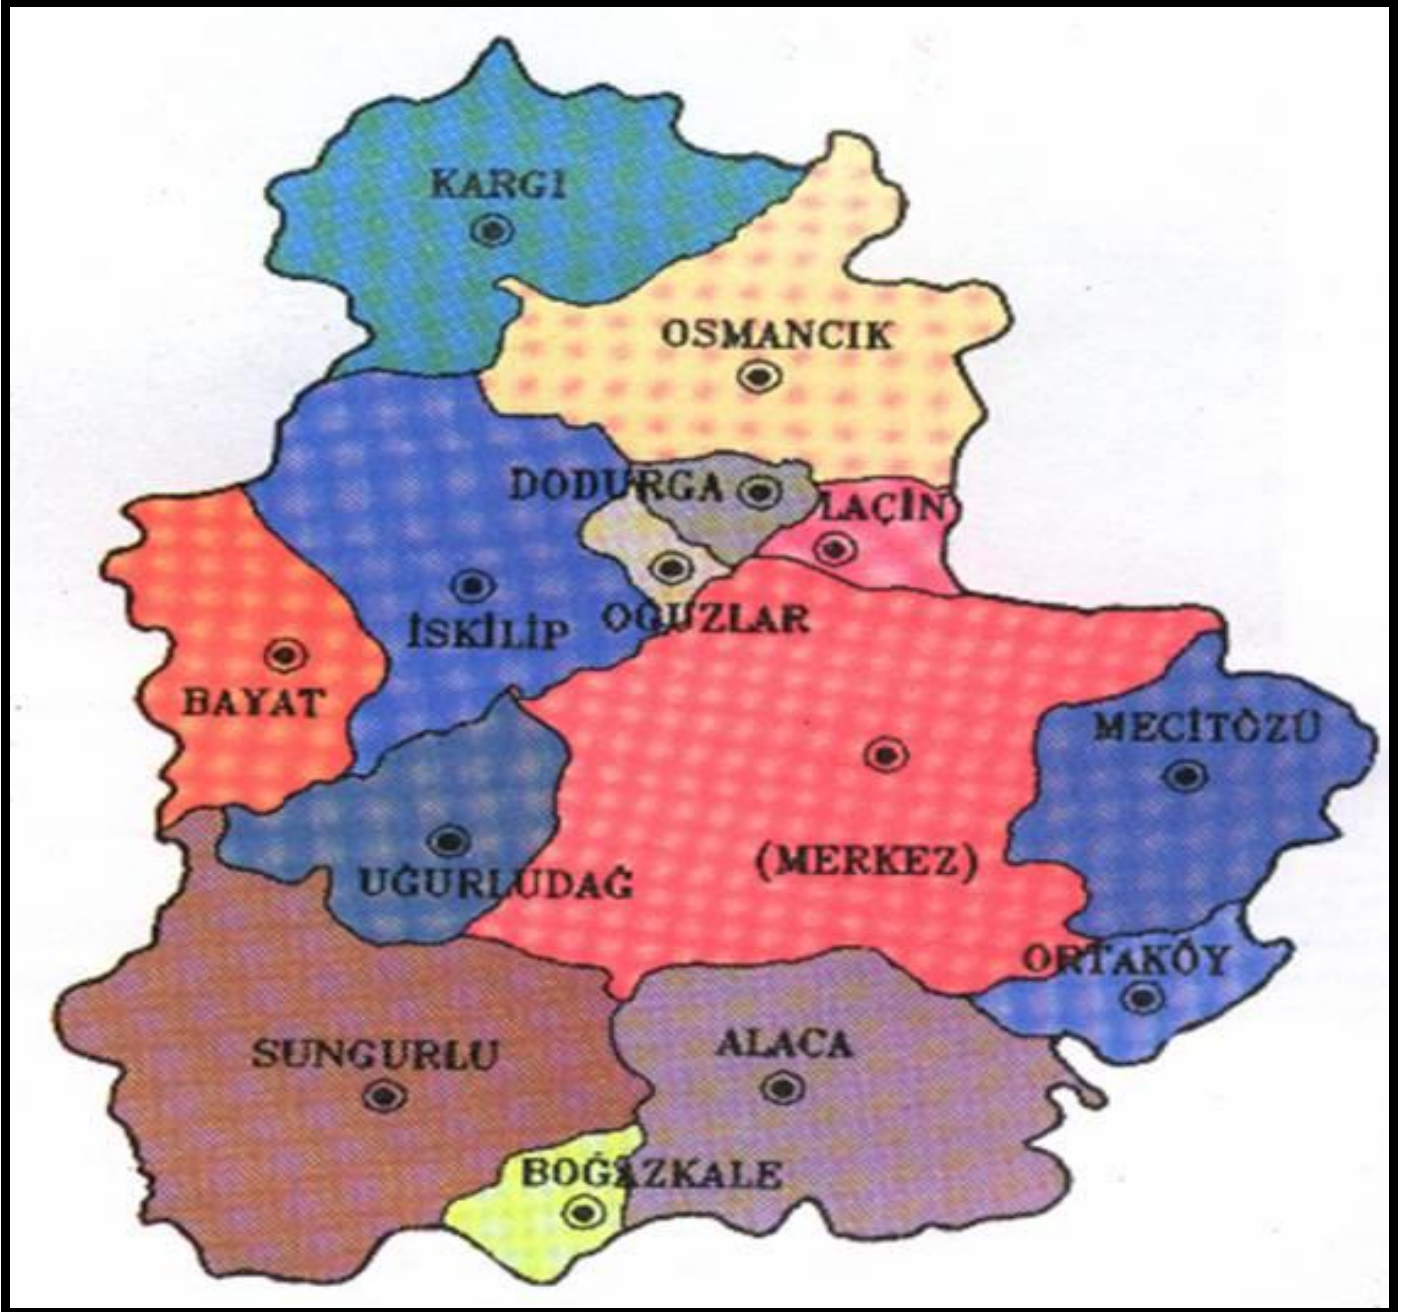 KARGI
OSMANCIK
DODURGA
LAÇİN
İSKİLİP
OĞUZLAR
BAYAT
MECİTÖZÜ
(MERKEZ)
UĞURLUDAĞ
ORTAKÖY
SUNGURLU
ALACA
BOĞAZKALE